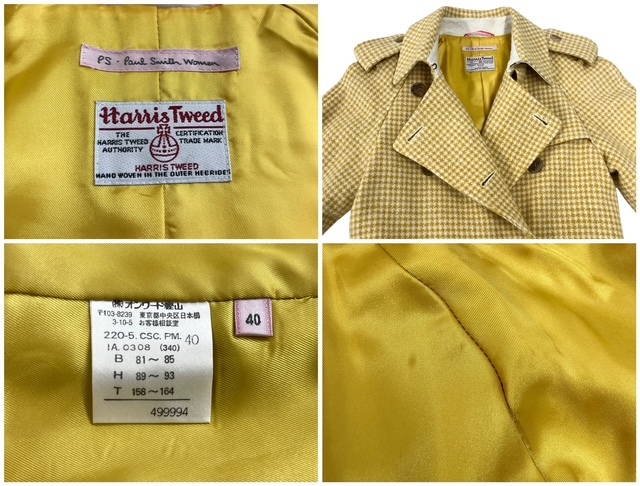 PS - Paul Smith Women
Harris Tweed
THE
HARRIS TWEED
AUTHORITY
CERTIFICATION
TRADE MARK
HARRIS TWEED
HAND WOVEN IN THE OUTER HEBRIDES
Harris Tweed
㈱オンワード樫山
〒103-8239 東京都中央区日本橋
3-10-5 お客様相談室
220-5. CSC. PM. 40
IA. 0308 (340)
B 81～ 85
H 89～ 93
T 158～164
499994
40